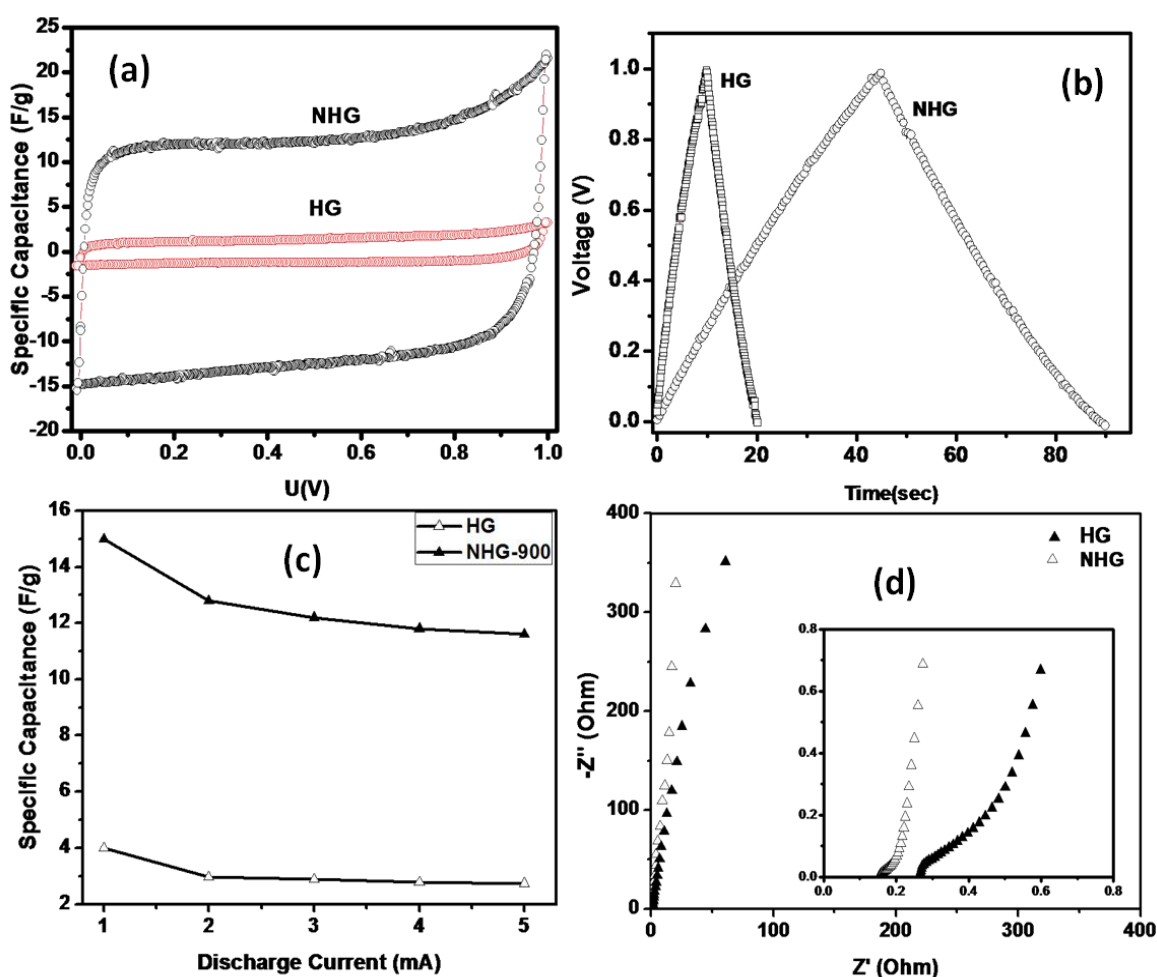 (a)
NHG
HG
Specific Capacitance (F/g)
25
20
15
10
5
0
-5
-10
-15
-20
0.0 0.2 0.4 0.6 0.8 1.0
U(V)
(b)
HG
NHG
Voltage (V)
1.0
0.8
0.6
0.4
0.2
0.0
0 20 40 60 80
Time(sec)
(c)
HG
NHG-900
Specific Capacitance (F/g)
16
14
12
10
8
6
4
2
1 2 3 4 5
Discharge Current (mA)
(d)
HG
NHG
-Z'' (Ohm)
400
300
200
100
0
0 100 200 300 400
Z' (Ohm)
0.8
0.6
0.4
0.2
0.0
0.0 0.2 0.4 0.6 0.8